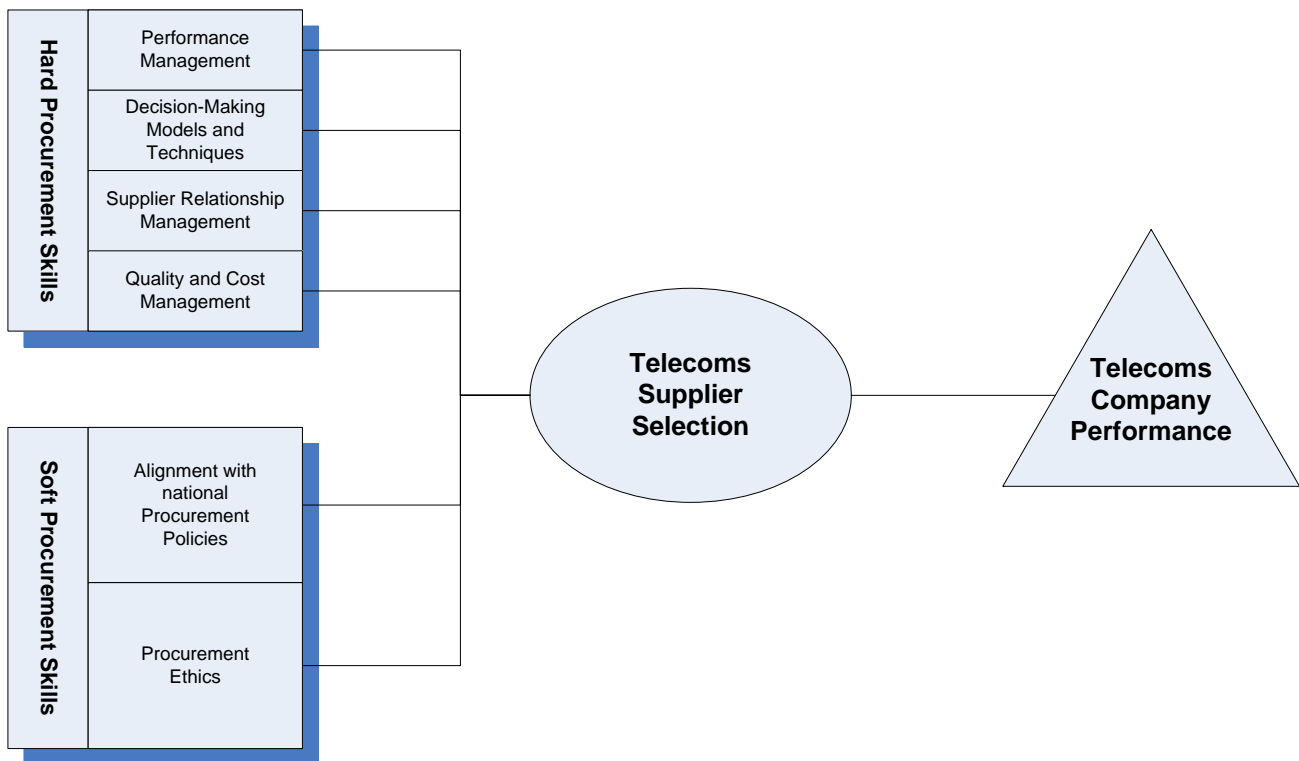 Hard Procurement Skills
Performance
Management
Decision-Making
Models and
Techniques
Supplier Relationship
Management
Quality and Cost
Management
Soft Procurement Skills
Alignment with
national
Procurement
Policies
Procurement
Ethics
Telecoms
Supplier
Selection
Telecoms
Company
Performance